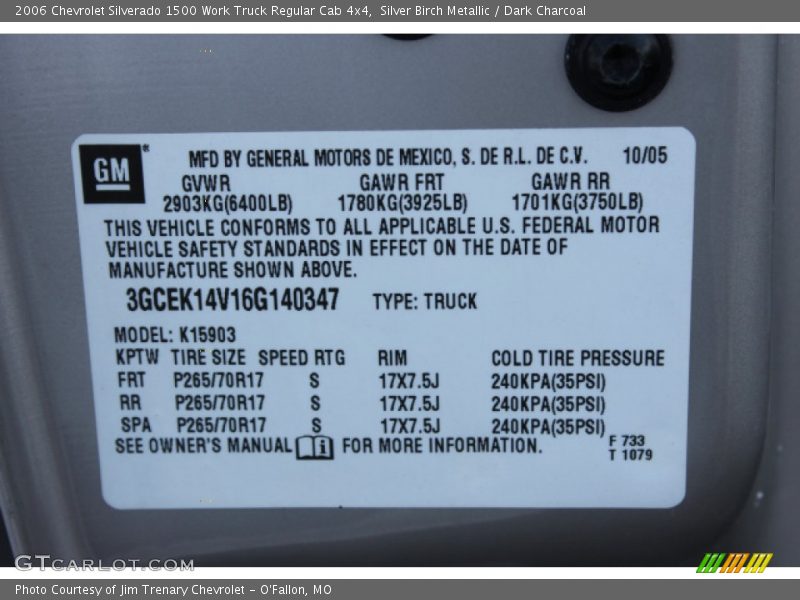 2006 Chevrolet Silverado 1500 Work Truck Regular Cab 4x4, Silver Birch Metallic / Dark Charcoal
GM
MFD BY GENERAL MOTORS DE MEXICO, S. DE R.L. DE C.V. 10/05
GVWR GAWR FRT GAWR RR
2903KG(6400LB) 1780KG(3925LB) 1701KG(3750LB)
THIS VEHICLE CONFORMS TO ALL APPLICABLE U.S. FEDERAL MOTOR
VEHICLE SAFETY STANDARDS IN EFFECT ON THE DATE OF
MANUFACTURE SHOWN ABOVE.
3GCEK14V16G140347 TYPE: TRUCK
MODEL: K15903
KPTW TIRE SIZE SPEED RTG RIM COLD TIRE PRESSURE
FRT P265/70R17 S 17X7.5J 240KPA(35PSI)
RR P265/70R17 S 17X7.5J 240KPA(35PSI)
SPA P265/70R17 S 17X7.5J 240KPA(35PSI)
SEE OWNER'S MANUAL i FOR MORE INFORMATION.
F 733
T 1079
GTCARLOT.COM
Photo Courtesy of Jim Trenary Chevrolet - O'Fallon, MO